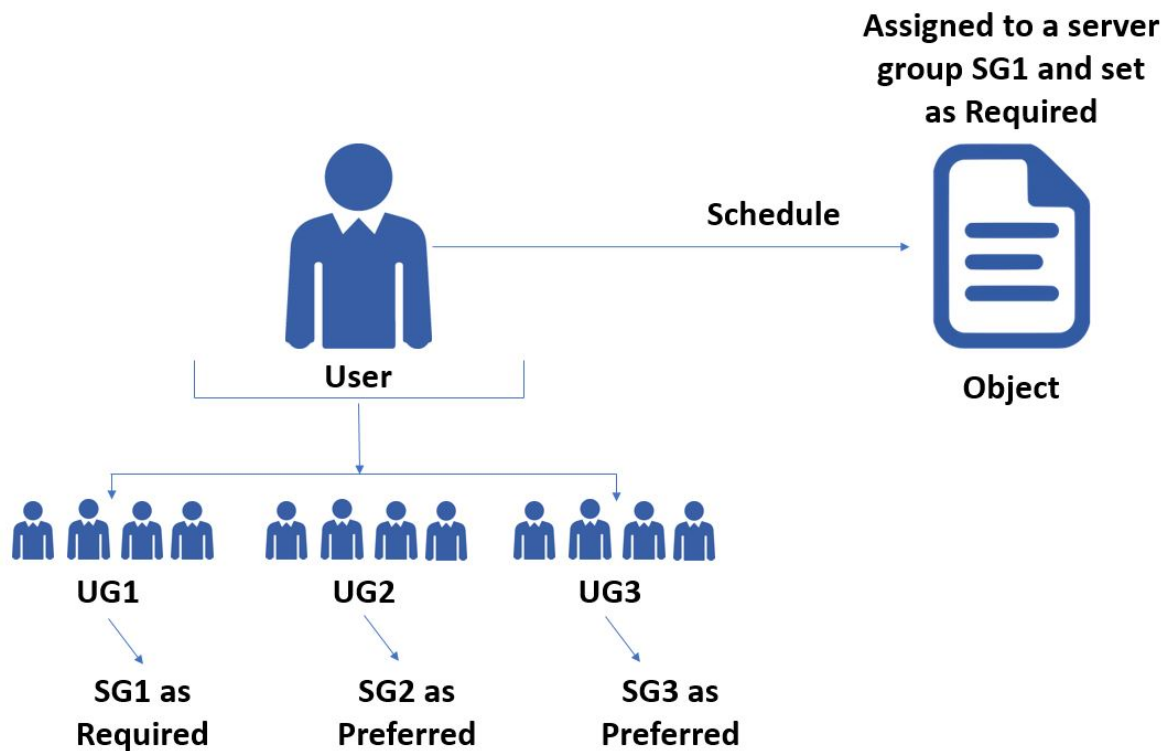 Assigned to a server
group SG1 and set
as Required
Schedule
User
Object
UG1
UG2
UG3
SG1 as
Required
SG2 as
Preferred
SG3 as
Preferred